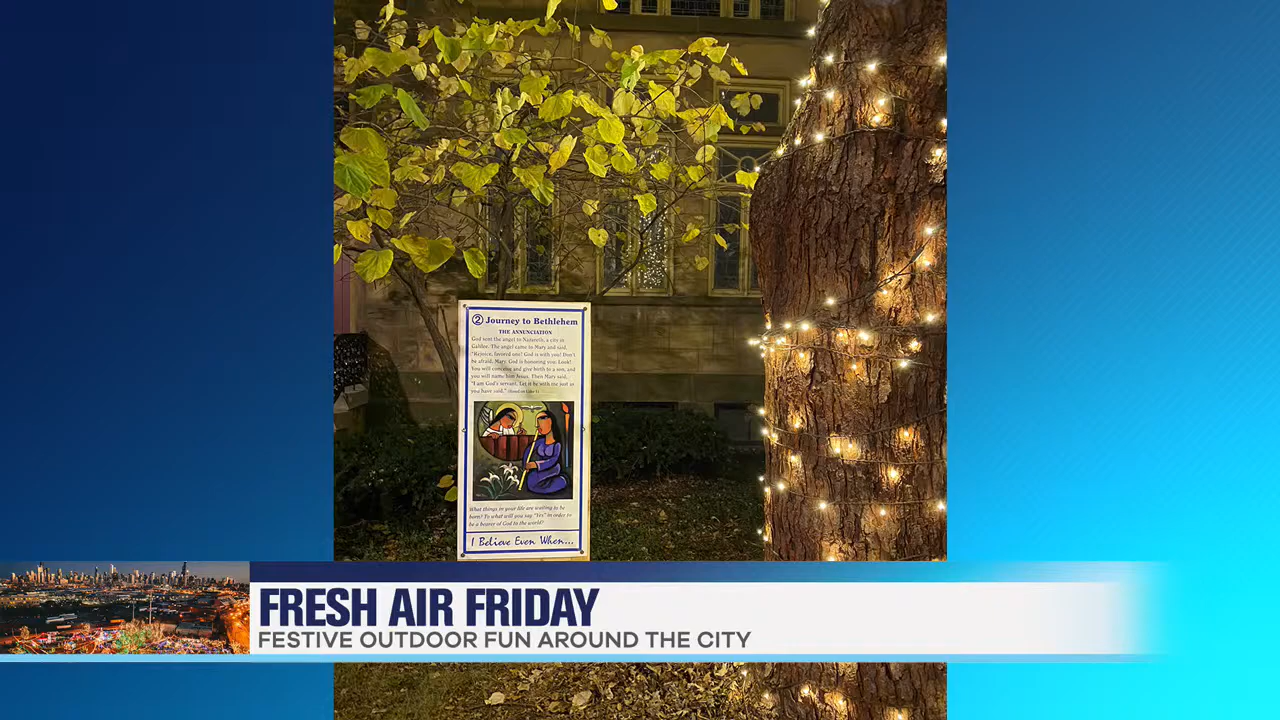 ② Journey to Bethlehem
THE ANNUNCIATION
God sent the angel to Nazareth, a city in
Galilee. The angel came to Mary and said,
"Rejoice, favored one! God is with you! Don't
be afraid, Mary. God is honoring you. Look!
You will conceive and give birth to a son, and
you will name him Jesus. Then Mary said,
"I am God's servant. Let it be with me just as
you have said."
What things in your life are waiting to be
born? To what will you say "Yes" in order to
be a bearer of God to the world?
I Believe Even When...
FRESH AIR FRIDAY
FESTIVE OUTDOOR FUN AROUND THE CITY